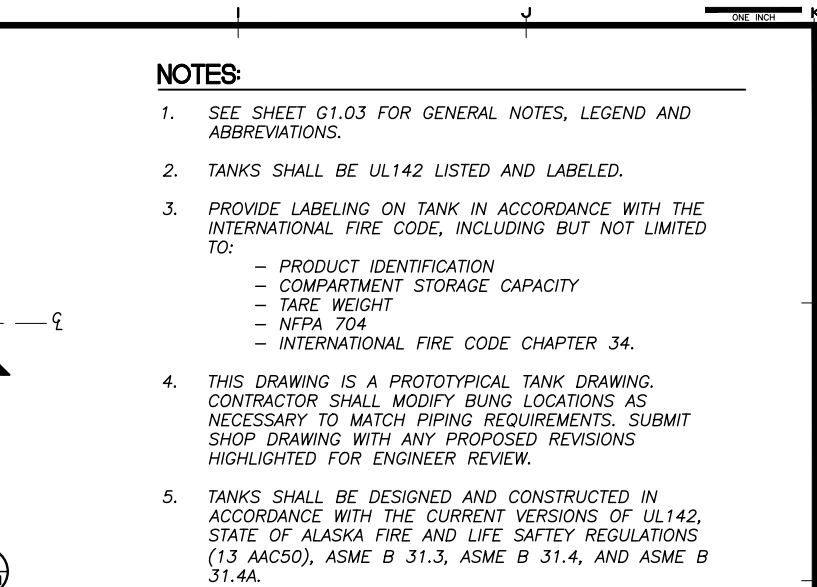 I J K
ONE INCH
NOTES:
1. SEE SHEET G1.03 FOR GENERAL NOTES, LEGEND AND
ABBREVIATIONS.
2. TANKS SHALL BE UL142 LISTED AND LABELED.
3. PROVIDE LABELING ON TANK IN ACCORDANCE WITH THE
INTERNATIONAL FIRE CODE, INCLUDING BUT NOT LIMITED
TO:
– PRODUCT IDENTIFICATION
– COMPARTMENT STORAGE CAPACITY
– TARE WEIGHT
– NFPA 704
– INTERNATIONAL FIRE CODE CHAPTER 34.
℄
4. THIS DRAWING IS A PROTOTYPICAL TANK DRAWING.
CONTRACTOR SHALL MODIFY BUNG LOCATIONS AS
NECESSARY TO MATCH PIPING REQUIREMENTS. SUBMIT
SHOP DRAWING WITH ANY PROPOSED REVISIONS
HIGHLIGHTED FOR ENGINEER REVIEW.
5. TANKS SHALL BE DESIGNED AND CONSTRUCTED IN
ACCORDANCE WITH THE CURRENT VERSIONS OF UL142,
STATE OF ALASKA FIRE AND LIFE SAFTEY REGULATIONS
(13 AAC50), ASME B 31.3, ASME B 31.4, AND ASME B
31.4A.